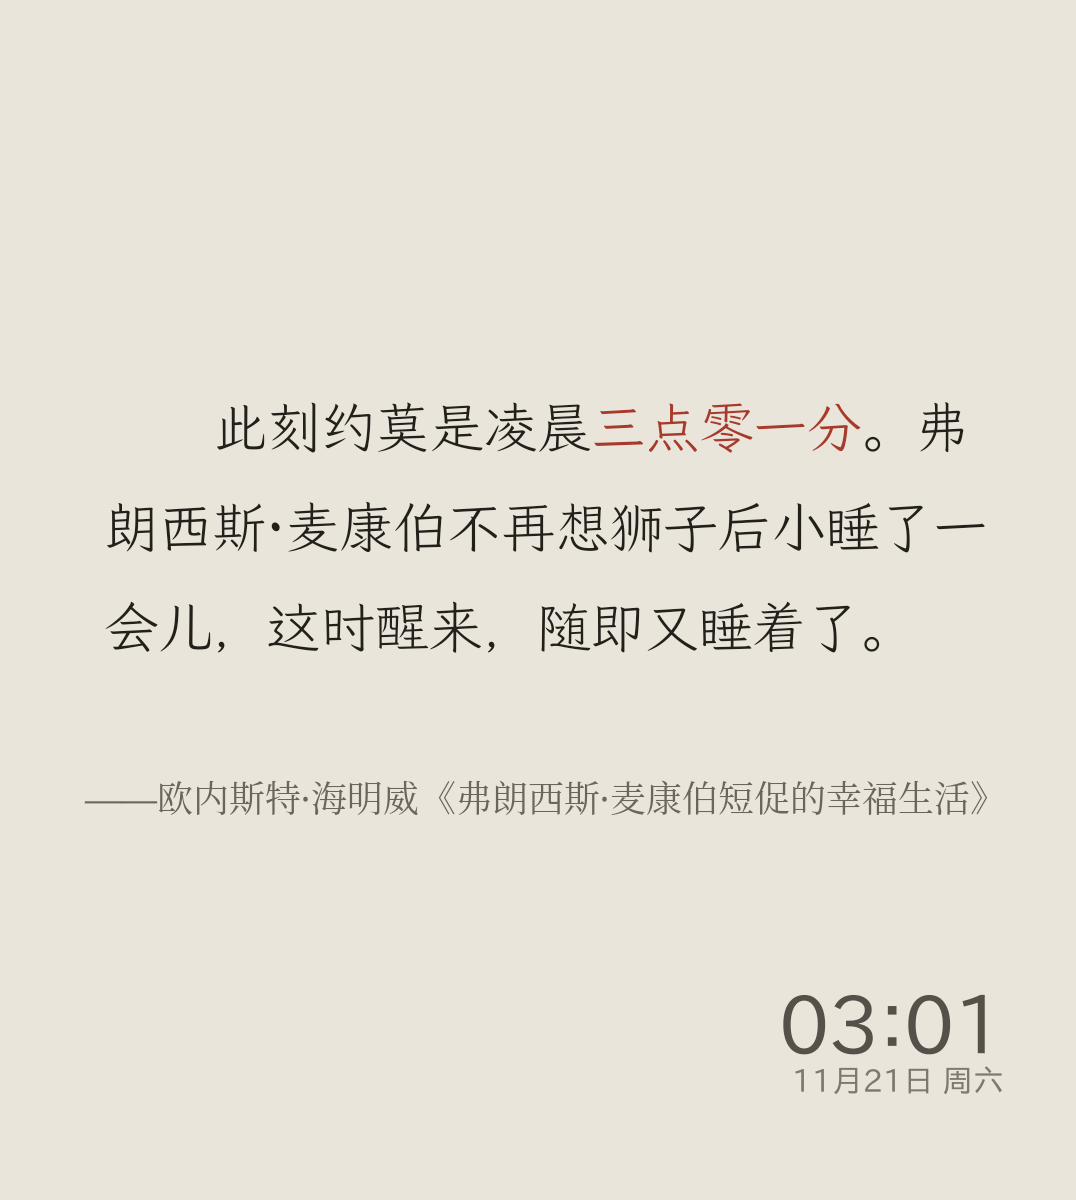 此刻约莫是凌晨三点零一分。弗
朗西斯·麦康伯不再想狮子后小睡了一
会儿，这时醒来，随即又睡着了。
——欧内斯特·海明威《弗朗西斯·麦康伯短促的幸福生活》
03:01
11月21日 周六